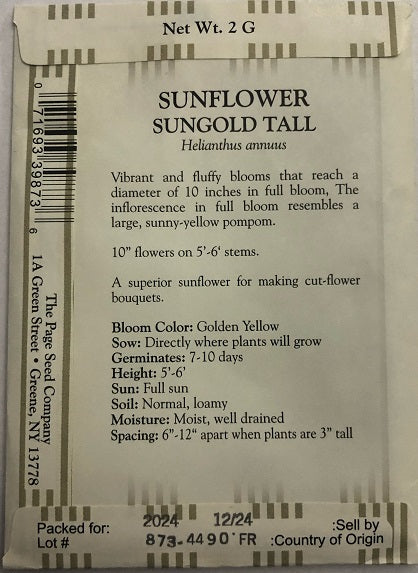 Net Wt. 2 G
SUNFLOWER
SUNGOLD TALL
Helianthus annuus
Vibrant and fluffy blooms that reach a
diameter of 10 inches in full bloom, The
inflorescence in full bloom resembles a
large, sunny-yellow pompom.
10" flowers on 5'-6' stems.
A superior sunflower for making cut-flower
bouquets.
Bloom Color: Golden Yellow
Sow: Directly where plants will grow
Germinates: 7-10 days
Height: 5'-6'
Sun: Full sun
Soil: Normal, loamy
Moisture: Moist, well drained
Spacing: 6"-12" apart when plants are 3" tall
0 71693 39873 6
The Page Seed Company
1A Green Street • Greene, NY 13778
Packed for: 2024 12/24 :Sell by
Lot # 873-4490 FR :Country of Origin